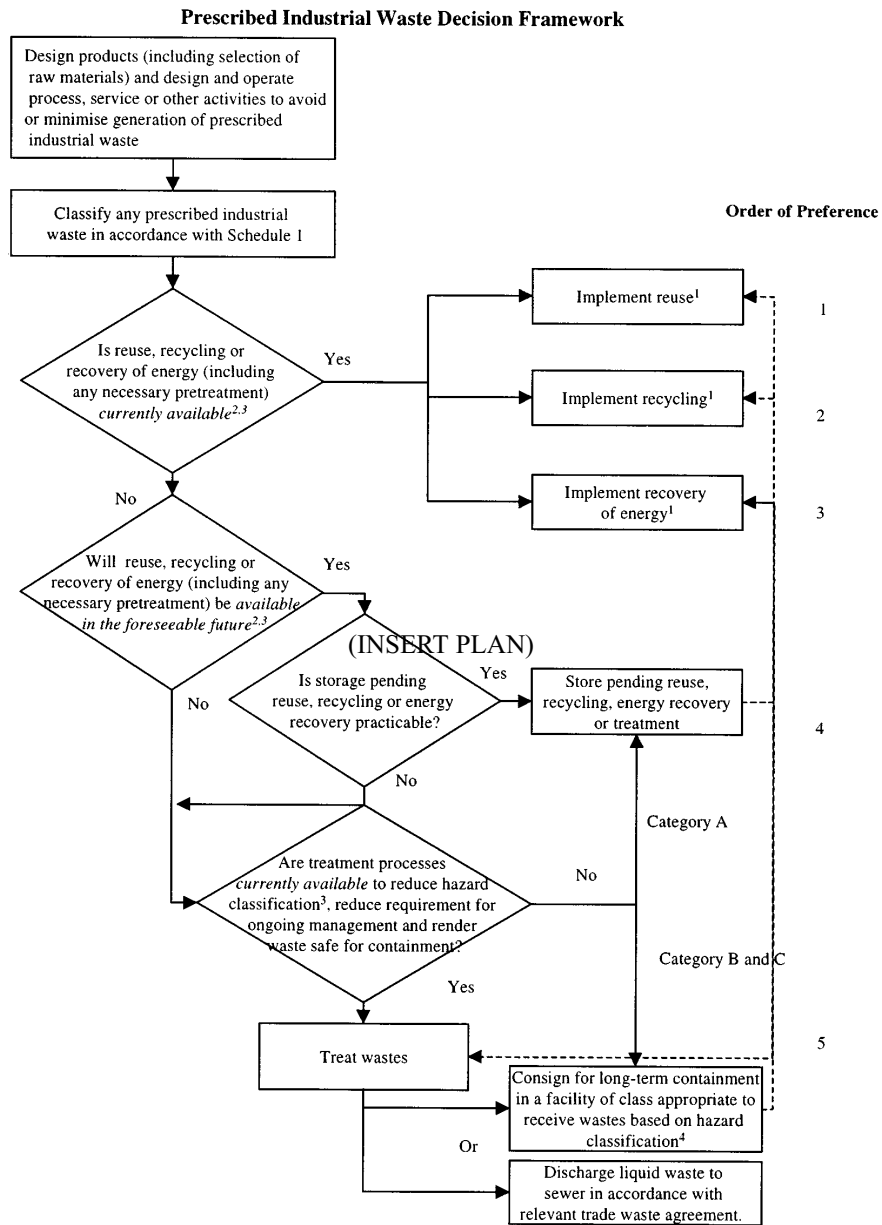 Prescribed Industrial Waste Decision Framework
Design products (including selection of
raw materials) and design and operate
process, service or other activities to avoid
or minimise generation of prescribed
industrial waste
Classify any prescribed industrial
waste in accordance with Schedule 1
Order of Preference
Implement reuse¹
1
Is reuse, recycling or
recovery of energy (including
any necessary pretreatment)
currently available²·³
Yes
Implement recycling¹
2
No
Implement recovery
of energy¹
3
Will reuse, recycling or
recovery of energy (including any
necessary pretreatment) be available
in the foreseeable future²·³
Yes
(INSERT PLAN)
No
Is storage pending
reuse, recycling or energy
recovery practicable?
Yes
Store pending reuse,
recycling, energy recovery
or treatment
4
No
Category A
Are treatment processes
currently available to reduce hazard
classification³, reduce requirement for
ongoing management and render
waste safe for containment?
No
Category B and C
Yes
5
Treat wastes
Consign for long-term containment
in a facility of class appropriate to
receive wastes based on hazard
classification⁴
Or
Discharge liquid waste to
sewer in accordance with
relevant trade waste agreement.